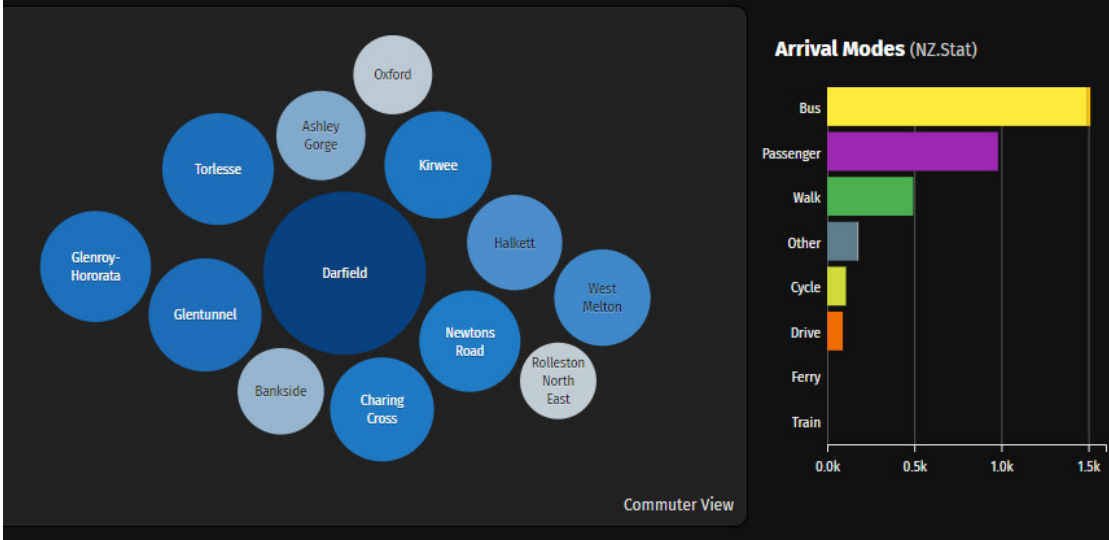 Oxford
Ashley
Gorge
Torlesse
Kirwee
Halkett
Glenroy-
Hororata
Darfield
West
Melton
Glentunnel
Newtons
Road
Rolleston
North
East
Bankside
Charing
Cross
Commuter View
Arrival Modes (NZ.Stat)
Bus
Passenger
Walk
Other
Cycle
Drive
Ferry
Train
0.0k 0.5k 1.0k 1.5k